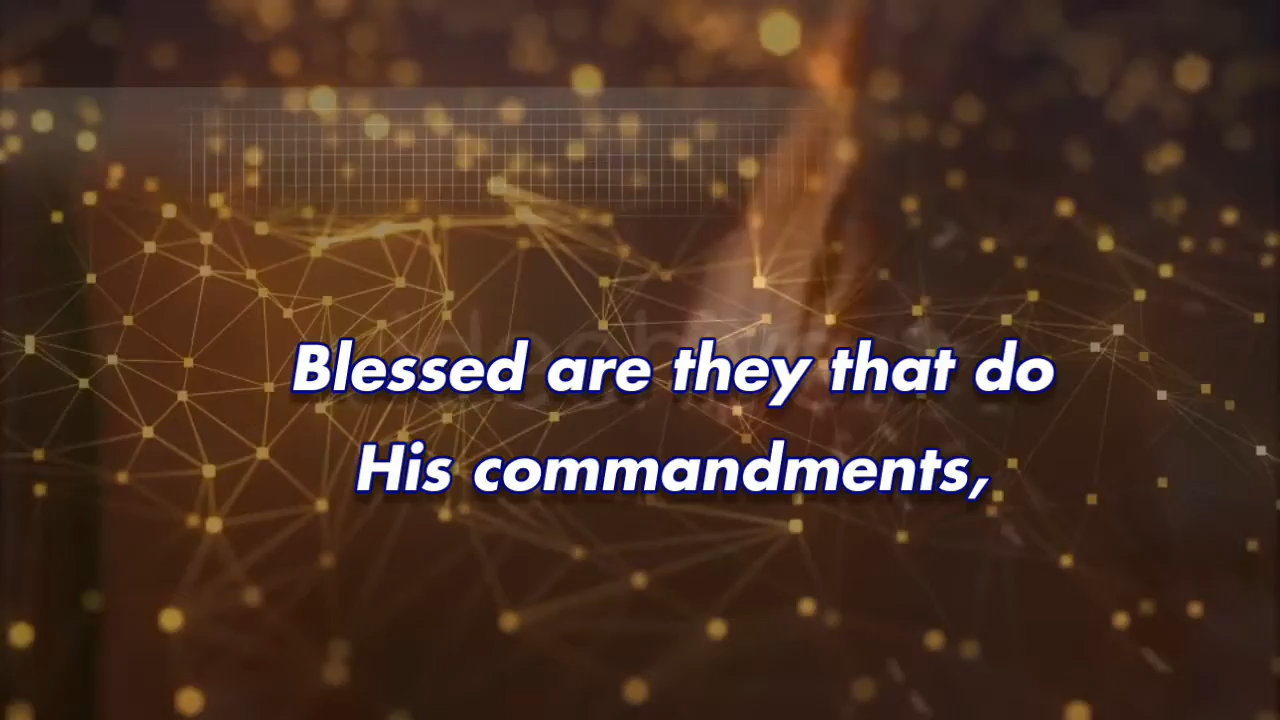 Blessed are they that do
His commandments,